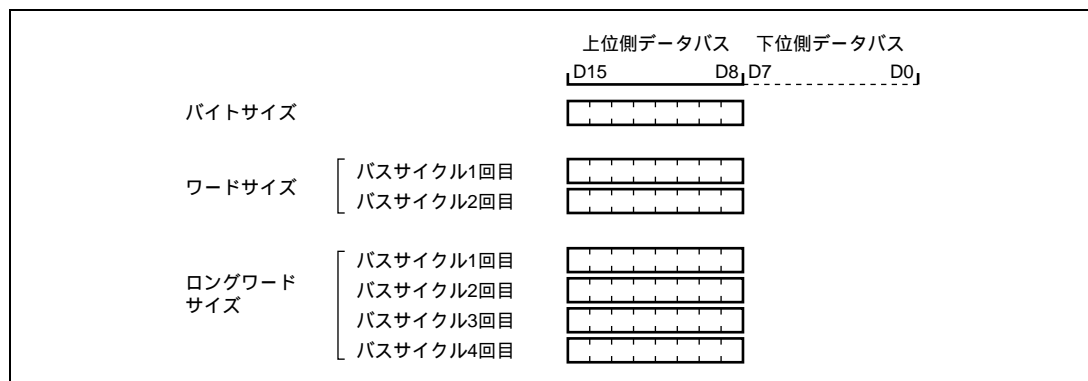 上位側データバス 下位側データバス
D15 D8 D7 D0
バイトサイズ
ワードサイズ
バスサイクル1回目
バスサイクル2回目
ロングワード
サイズ
バスサイクル1回目
バスサイクル2回目
バスサイクル3回目
バスサイクル4回目